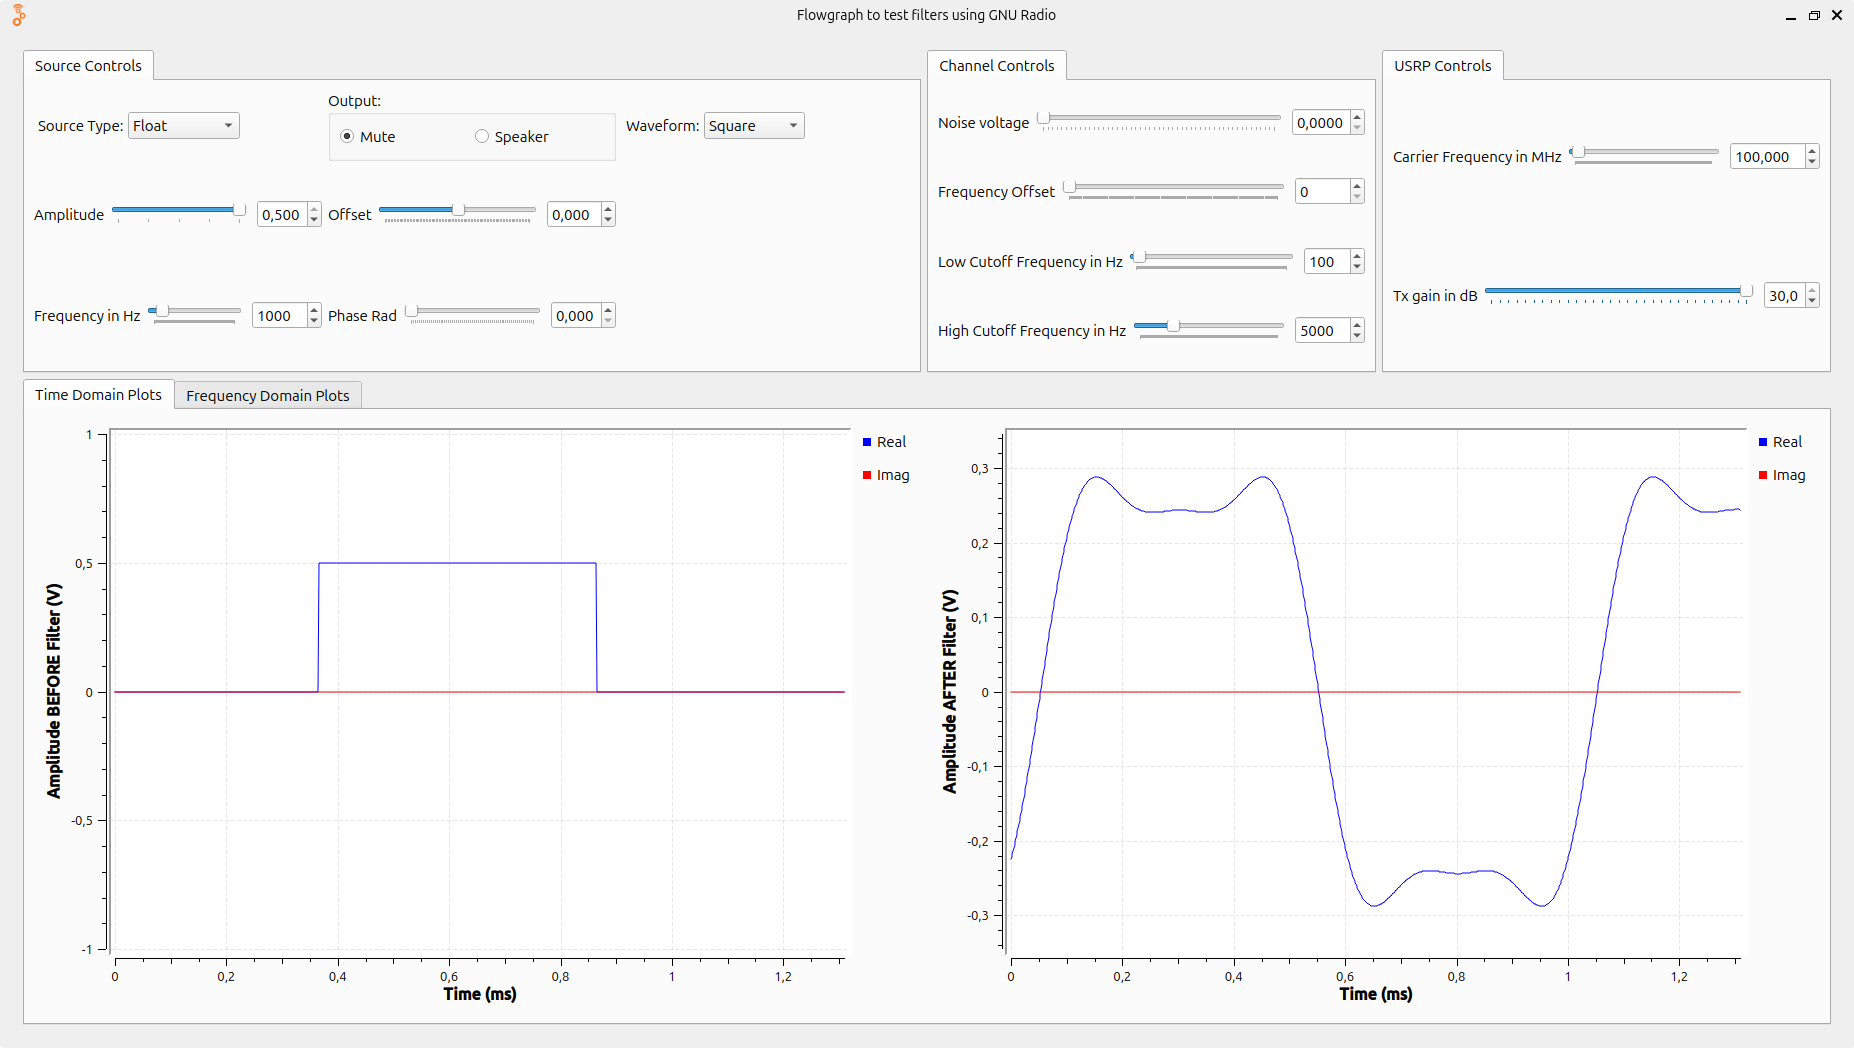 Flowgraph to test filters using GNU Radio
Source Controls
Source Type: Float
Output:
Mute
Speaker
Waveform: Square
Amplitude 0,500
Offset 0,000
Frequency in Hz 1000
Phase Rad 0,000
Channel Controls
Noise voltage 0,0000
Frequency Offset 0
Low Cutoff Frequency in Hz 100
High Cutoff Frequency in Hz 5000
USRP Controls
Carrier Frequency in MHz 100,000
Tx gain in dB 30,0
Time Domain Plots
Frequency Domain Plots
Amplitude BEFORE Filter (V)
1
0,5
0
-0,5
-1
0 0,2 0,4 0,6 0,8 1 1,2
Time (ms)
Real
Imag
Amplitude AFTER Filter (V)
0,3
0,2
0,1
0
-0,1
-0,2
-0,3
0 0,2 0,4 0,6 0,8 1 1,2
Time (ms)
Real
Imag